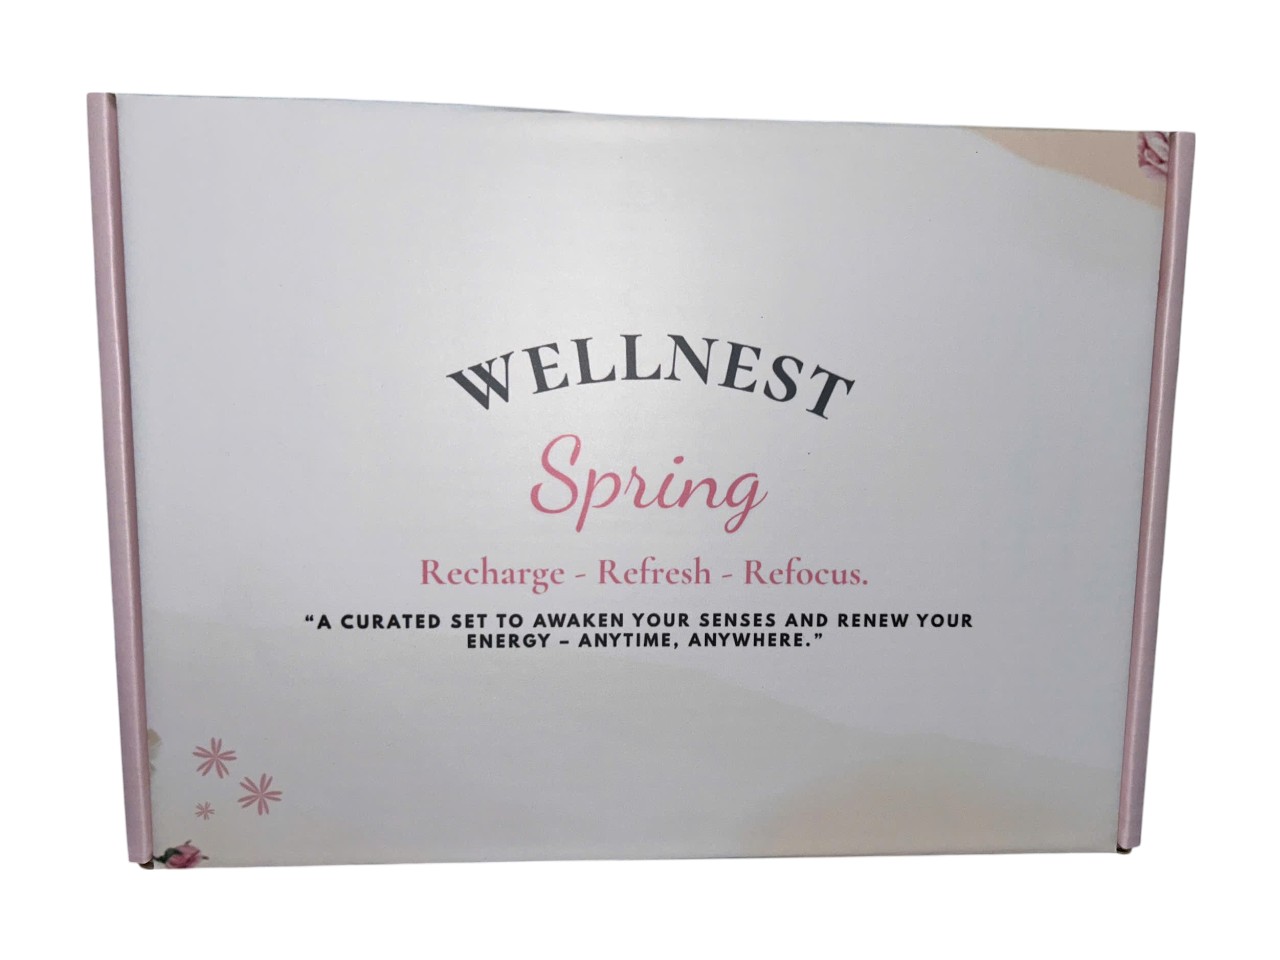 WELLNEST
Spring
Recharge - Refresh - Refocus.
“A CURATED SET TO AWAKEN YOUR SENSES AND RENEW YOUR
ENERGY – ANYTIME, ANYWHERE.”